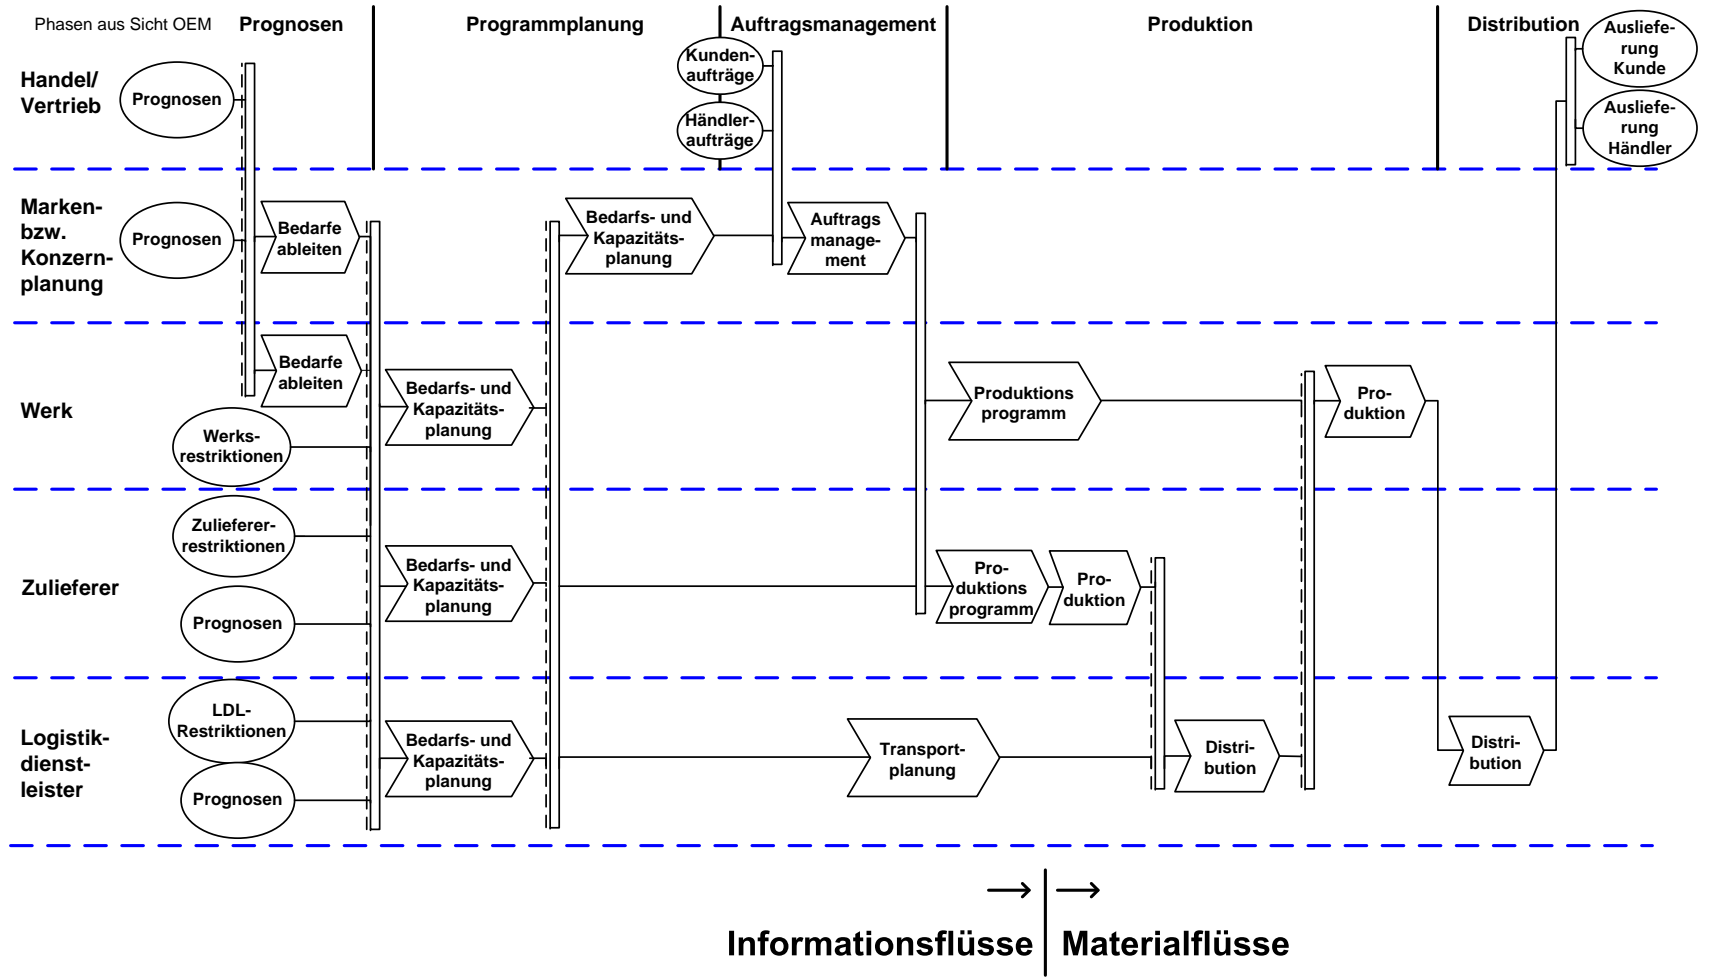 Phasen aus Sicht OEM
Prognosen
Programmplanung
Auftragsmanagement
Produktion
Distribution
Handel/
Vertrieb
Prognosen
Kunden-
aufträge
Händler-
aufträge
Ausliefe-
rung
Kunde
Ausliefe-
rung
Händler
Marken-
bzw.
Konzern-
planung
Prognosen
Bedarfe
ableiten
Bedarfs- und
Kapazitäts-
planung
Auftrags
manage-
ment
Werk
Bedarfe
ableiten
Werks-
restriktionen
Bedarfs- und
Kapazitäts-
planung
Produktions
programm
Pro-
duktion
Zulieferer
Zulieferer-
restriktionen
Prognosen
Bedarfs- und
Kapazitäts-
planung
Pro-
duktions
programm
Pro-
duktion
Logistik-
dienst-
leister
LDL-
Restriktionen
Prognosen
Bedarfs- und
Kapazitäts-
planung
Transport-
planung
Distri-
bution
Distri-
bution
Informationsflüsse
Materialflüsse